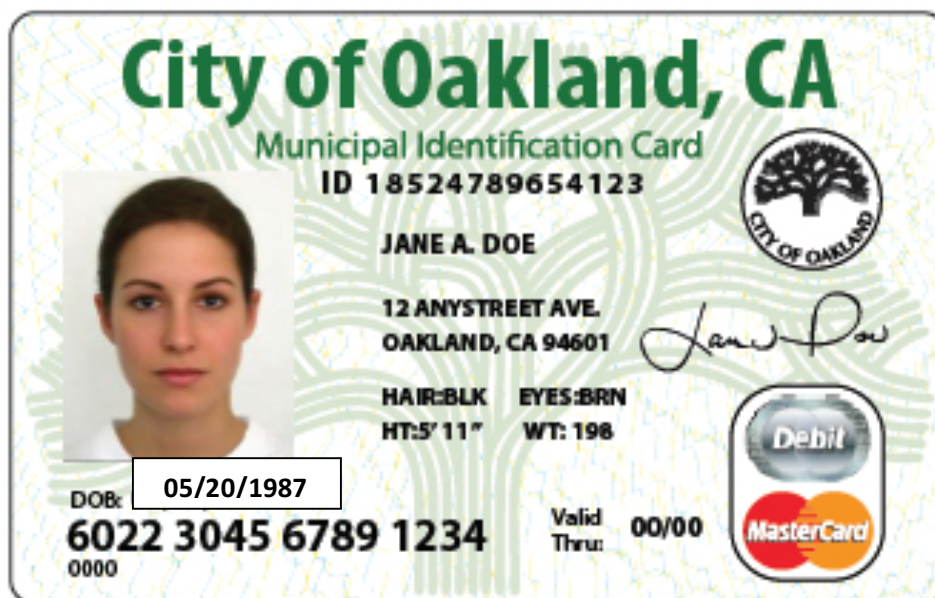 City of Oakland, CA
Municipal Identification Card
ID 18524789654123
JANE A. DOE
CITY OF OAKLAND
12 ANYSTREET AVE.
OAKLAND, CA 94601
Jane Doe
HAIR:BLK EYES:BRN
HT:5' 11" WT: 198
Debit
DOB: 05/20/1987
6022 3045 6789 1234
Valid Thru: 00/00
MasterCard
0000